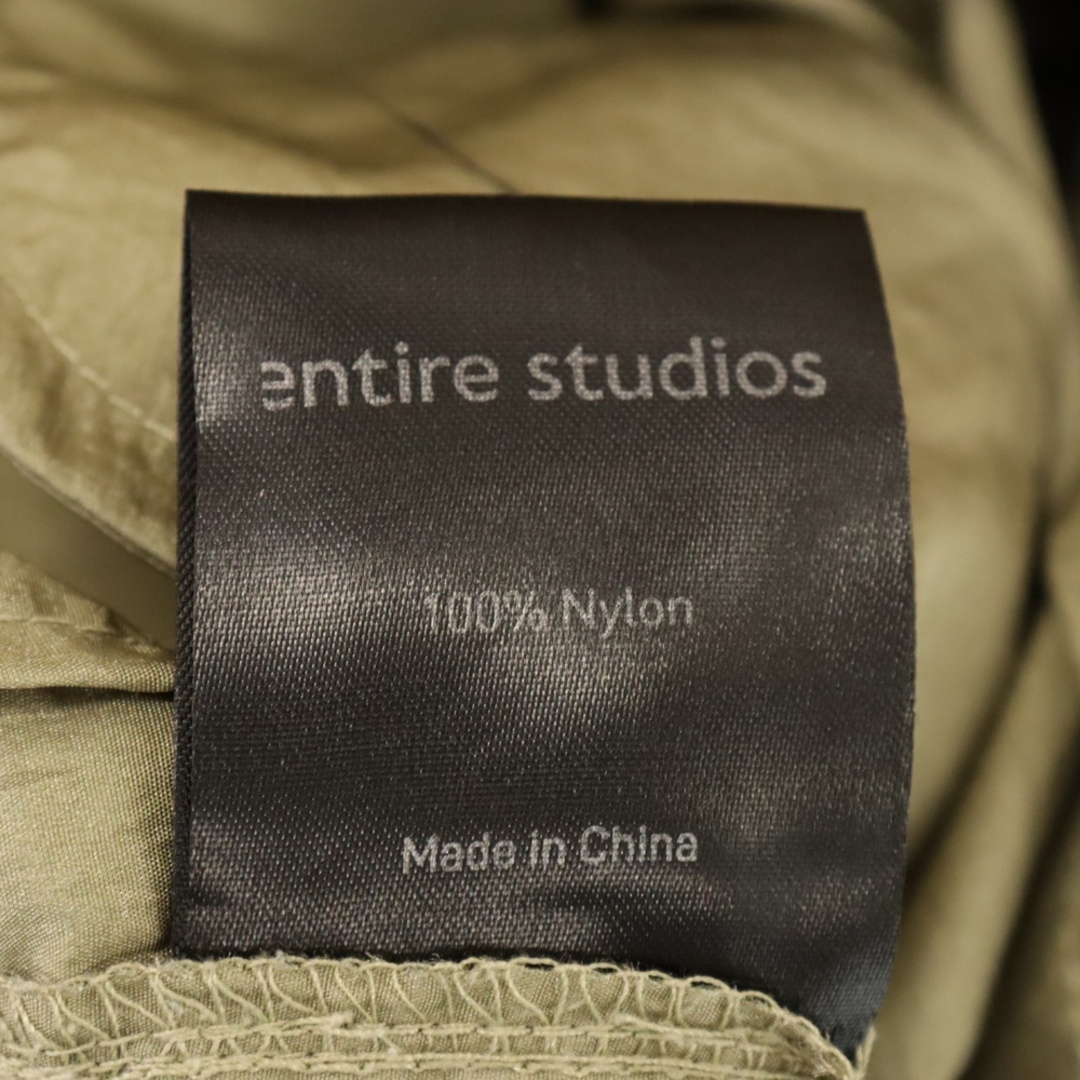 entire studios
100% Nylon
Made in China